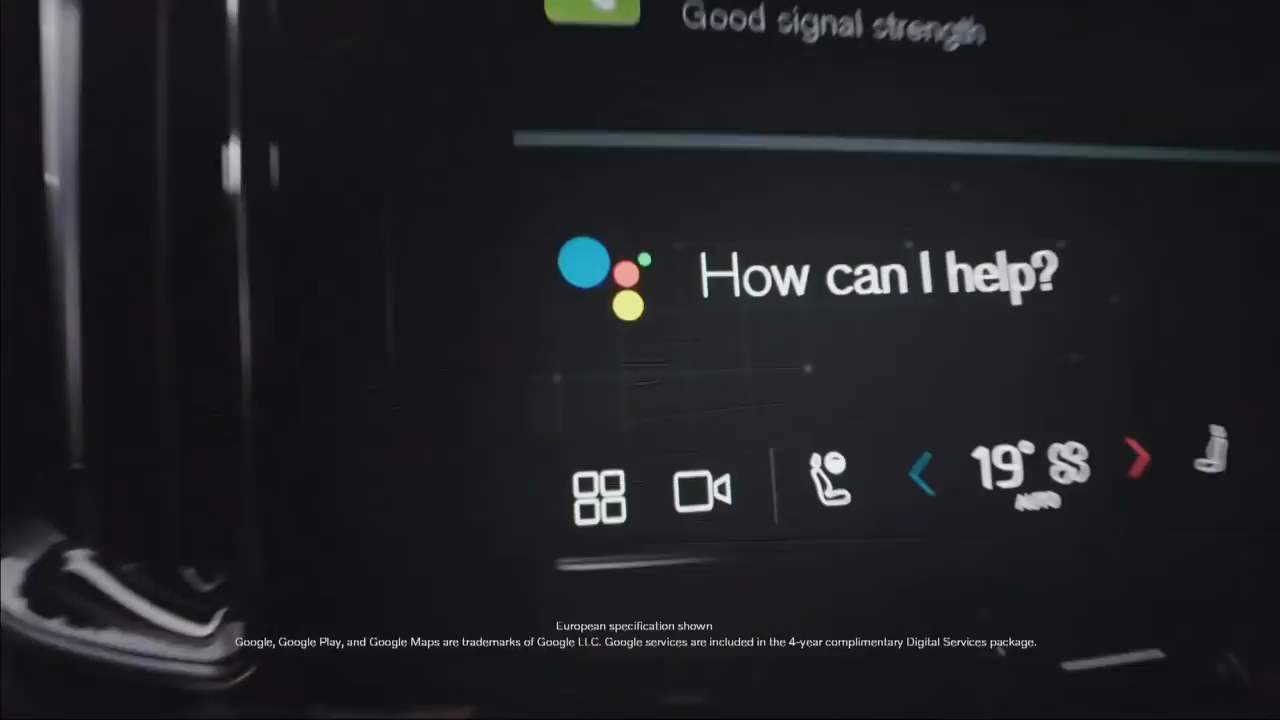 Good signal strength
How can I help?
19°
AUTO
European specification shown
Google, Google Play, and Google Maps are trademarks of Google LLC. Google services are included in the 4-year complimentary Digital Services package.